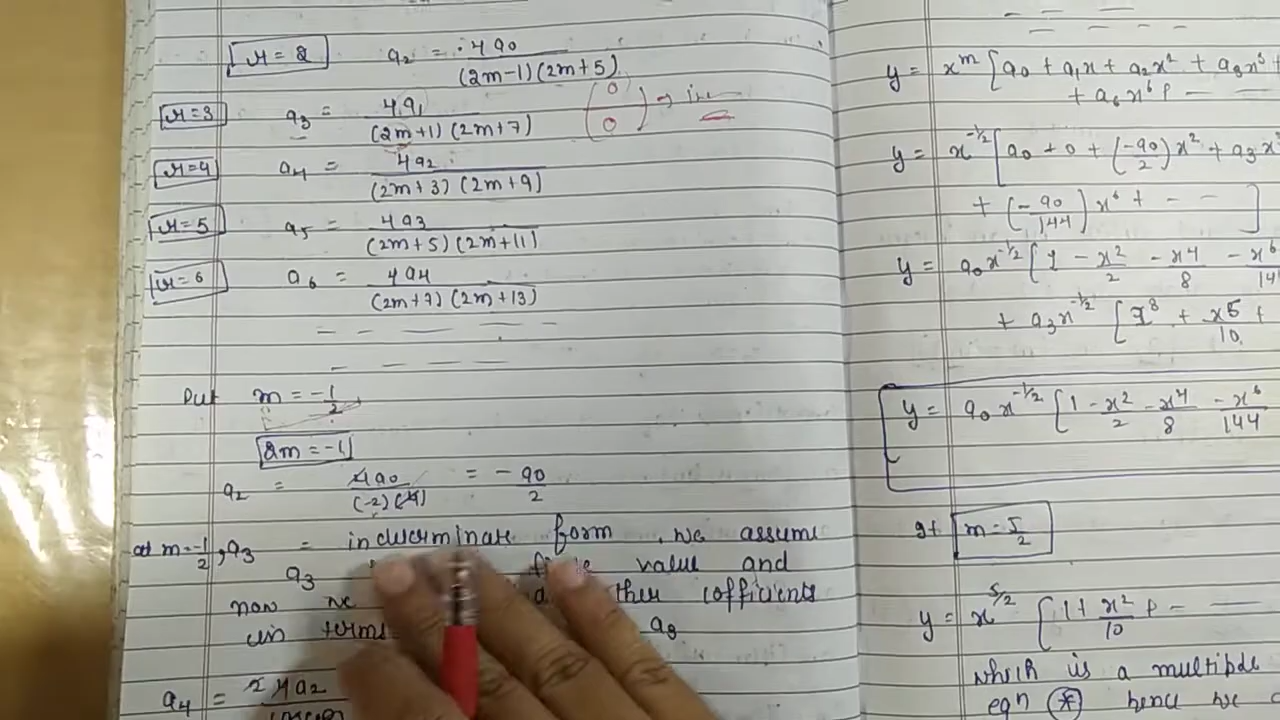 r=2 a2 = 4a0 / (2m-1)(2m+5)
r=3 a3 = 4a1 / (2m+1)(2m+7) (0/0) →
r=4 a4 = 4a2 / (2m+3)(2m+9)
r=5 a5 = 4a3 / (2m+5)(2m+11)
r=6 a6 = 4a4 / (2m+7)(2m+13)
Put m = -1/2
2m = -1
a2 = 4a0 / (-2)(4) = -a0/2
at m=-1/2, a3 = indeterminate form, we assume
a3 value and
now we other cofficients
in terms a3
a4 = 4a2
y = x^m [a0 + a1x + a2x^2 + a3x^3 +
+ a6x^6 + - -
y = x^-1/2 [a0 + 0 + (-a0/2)x^2 + a3x
+ (-a0/144)x^6 + - - ]
y = a0x^-1/2 [1 - x^2/2 - x^4/8 - x^6/14
+ a3x^-1/2 [x^3 + x5/10 +
y = a0x^-1/2 [1 - x^2/2 - x^4/8 - x^6/144
If m = 5/2
y = x^5/2 [1 + x^2/10 + - -
which is a multiple
eqn (*) hence we